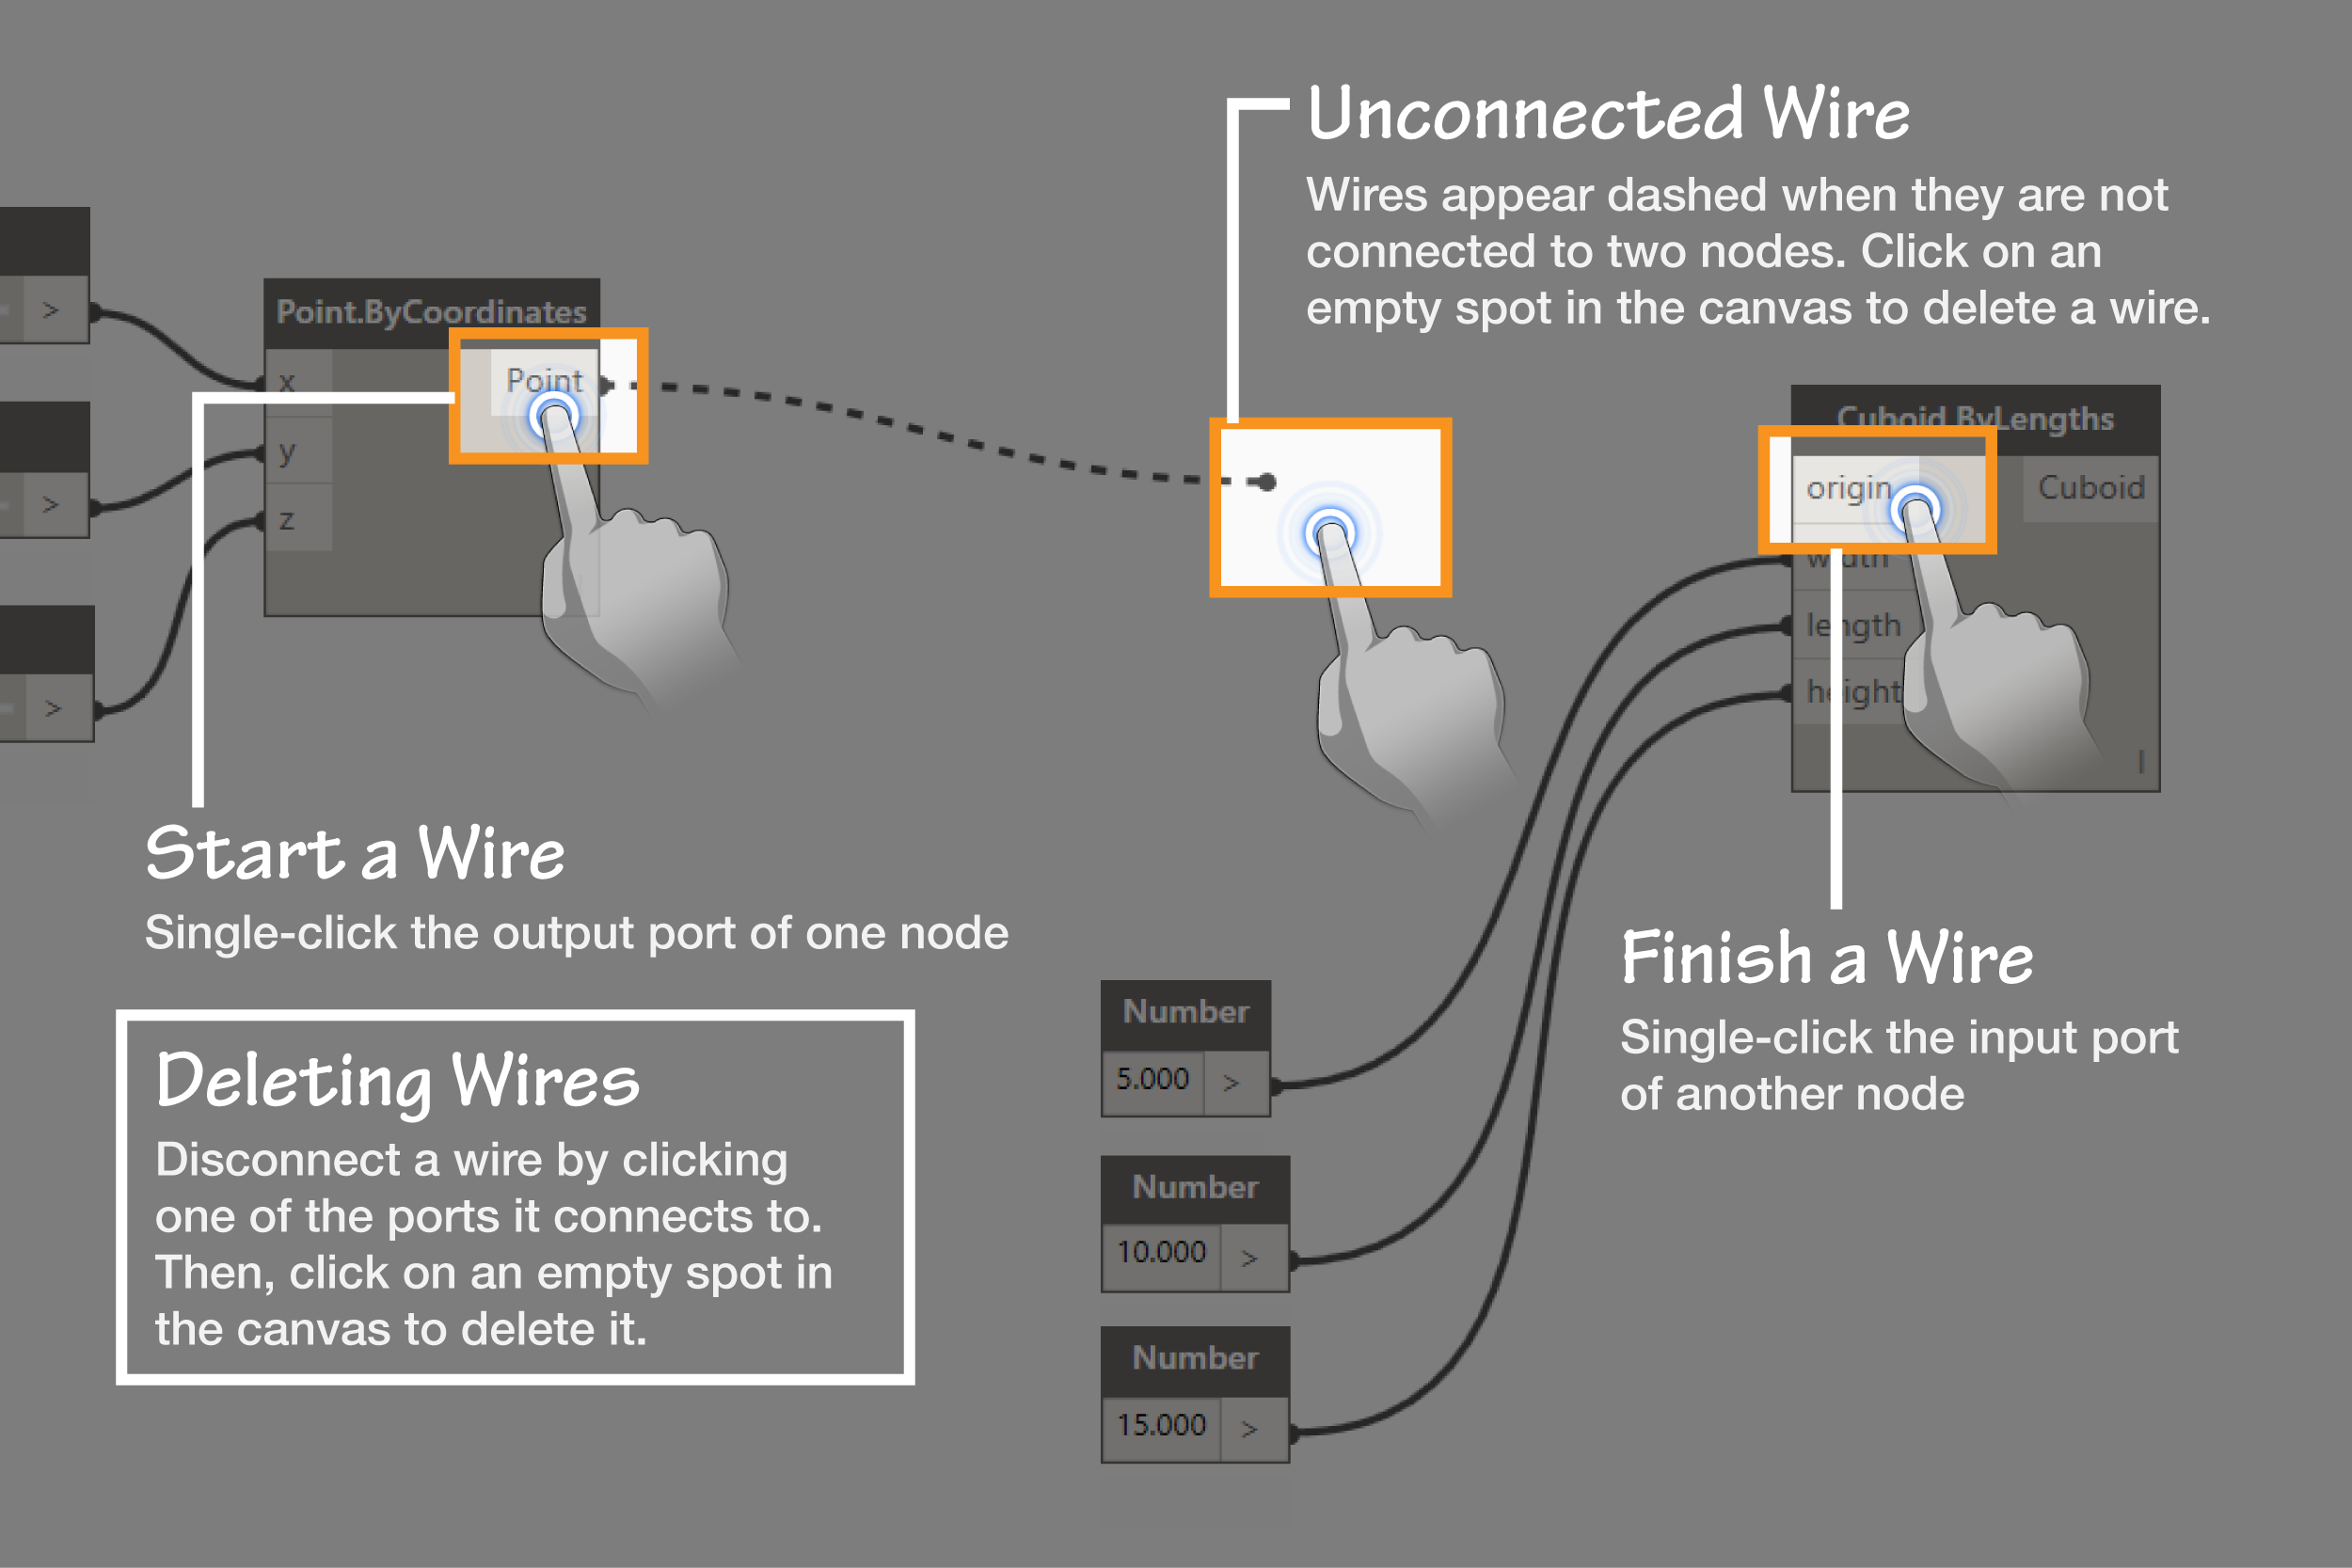 Unconnected Wire
Wires appear dashed when they are not
connected to two nodes. Click on an
empty spot in the canvas to delete a wire.
>
>
>
Point.ByCoordinates
x
y
z
Point
Cuboid.ByLengths
origin
width
length
height
Cuboid
l
Start a Wire
Single-click the output port of one node
Deleting Wires
Disconnect a wire by clicking
one of the ports it connects to.
Then, click on an empty spot in
the canvas to delete it.
Number
5.000 >
Number
10.000 >
Number
15.000 >
Finish a Wire
Single-click the input port
of another node